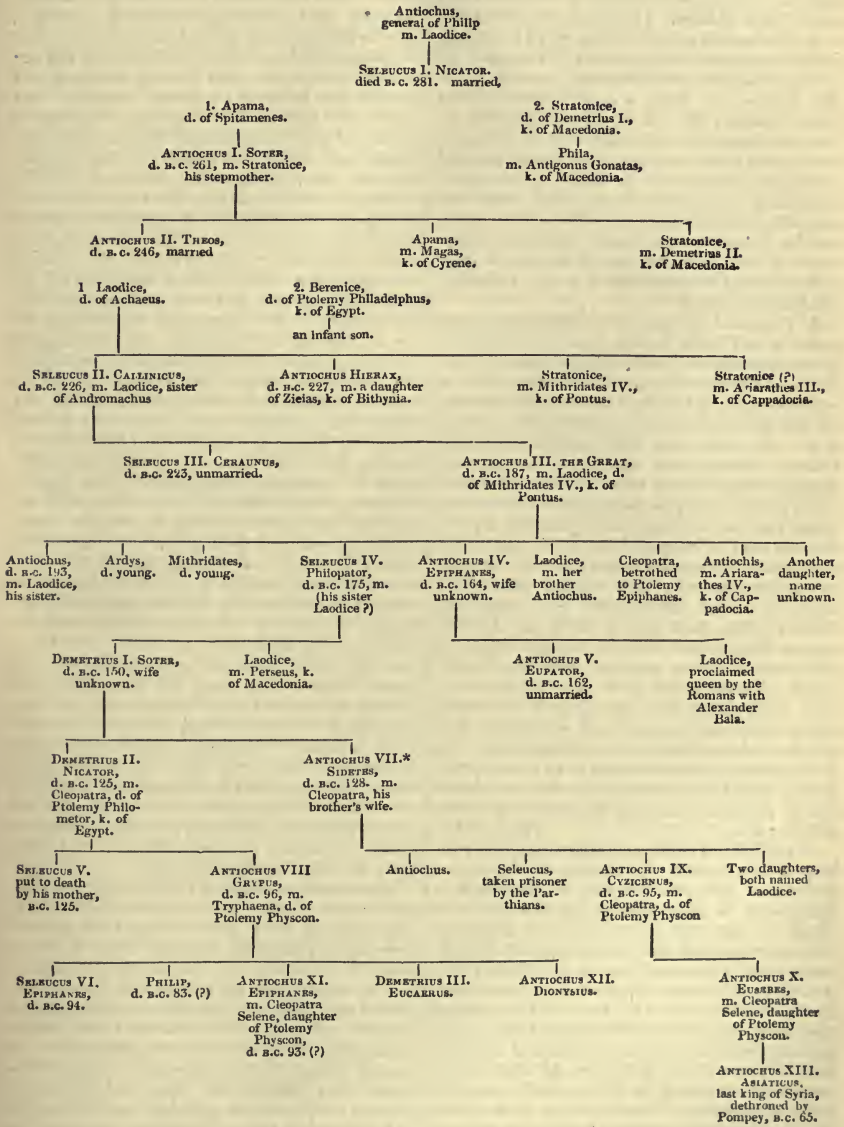 Antiochus,
general of Philip
m. Laodice.
SELEUCUS I. NICATOR.
died B. C. 281. married,
1. Apama,
d. of Spitamenes.
2. Stratonice,
d. of Demetrius I.,
k. of Macedonia.
ANTIOCHUS I. SOTER,
d. B. C. 261, m. Stratonice,
his stepmother.
Phila,
m. Antigonus Gonatas,
k. of Macedonia.
ANTIOCHUS II. THEOS,
d. B. C. 246, married
Apama,
m. Magas,
k. of Cyrene.
Stratonice,
m. Demetrius II.
k. of Macedonia.
1 Laodice,
d. of Achaeus.
2. Berenice,
d. of Ptolemy Philadelphus,
k. of Egypt.
an infant son.
SELEUCUS II. CALLINICUS,
d. B.C. 226, m. Laodice, sister
of Andromachus
ANTIOCHUS HIERAX,
d. B.C. 227, m. a daughter
of Zielas, k. of Bithynia.
Stratonice,
m. Mithridates IV.,
k. of Pontus.
Stratonice (?)
m. Ariarathes III.,
k. of Cappadocia.
SELEUCUS III. CERAUNUS,
d. B.C. 223, unmarried.
ANTIOCHUS III. THE GREAT,
d. B.C. 187, m. Laodice, d.
of Mithridates IV., k. of
Pontus.
Antiochus,
d. B.C. 193,
m. Laodice,
his sister.
Ardys,
d. young.
Mithridates,
d. young.
SELEUCUS IV.
Philopator,
d. B.C. 175, m.
(his sister
Laodice ?)
ANTIOCHUS IV.
EPIPHANES,
d. B.C. 164, wife
unknown.
Laodice,
m. her
brother
Antiochus.
Cleopatra,
betrothed
to Ptolemy
Epiphanes.
Antiochis,
m. Ariara-
thes IV.,
k. of Cap-
padocia.
Another
daughter,
name
unknown.
DEMETRIUS I. SOTER,
d. B.C. 150, wife
unknown.
Laodice,
m. Perseus, k.
of Macedonia.
ANTIOCHUS V.
EUPATOR,
d. B.C. 162,
unmarried.
Laodice,
proclaimed
queen by the
Romans with
Alexander
Bala.
DEMETRIUS II.
NICATOR,
d. B.C. 125, m.
Cleopatra, d. of
Ptolemy Philo-
metor, k. of
Egypt.
ANTIOCHUS VII.*
SIDETES,
d. B.C. 128. m.
Cleopatra, his
brother's wife.
SELEUCUS V.
put to death
by his mother,
B.C. 125.
ANTIOCHUS VIII
GRYPUS,
d. B.C. 96, m.
Tryphaena, d. of
Ptolemy Physcon.
Antiochus.
Seleucus,
taken prisoner
by the Par-
thians.
ANTIOCHUS IX.
CYZICENUS,
d. B.C. 95, m.
Cleopatra, d. of
Ptolemy Physcon
Two daughters,
both named
Laodice.
SELEUCUS VI.
EPIPHANES,
d. B.C. 94.
PHILIP,
d. B.C. 83. (?)
ANTIOCHUS XI.
EPIPHANES,
m. Cleopatra
Selene, daughter
of Ptolemy
Physcon,
d. B.C. 93. (?)
DEMETRIUS III.
EUCAERUS.
ANTIOCHUS XII.
DIONYSIUS.
ANTIOCHUS X.
EUSEBES,
m. Cleopatra
Selene, daughter
of Ptolemy
Physcon.
ANTIOCHUS XIII.
ASIATICUS,
last king of Syria,
dethroned by
Pompey, B.C. 65.